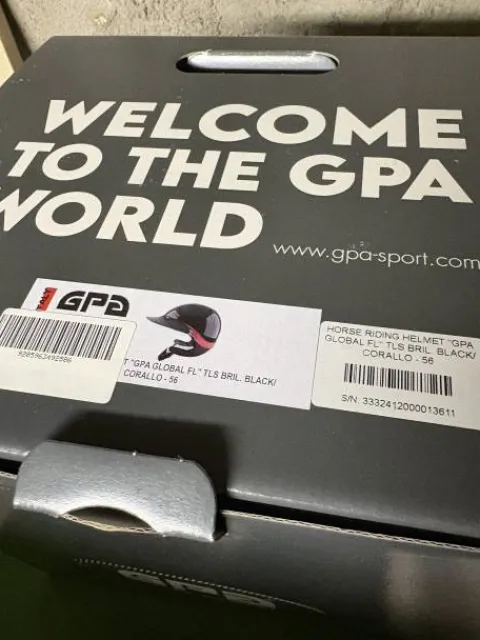 WELCOME
TO THE GPA
WORLD
www.gpa-sport.com
ITALY
GPA
"GPA GLOBAL FL" TLS BRIL. BLACK/
CORALLO - 56
HORSE RIDING HELMET "GPA
GLOBAL FL" TLS BRIL. BLACK/
CORALLO - 56
S/N: 3332412000013611